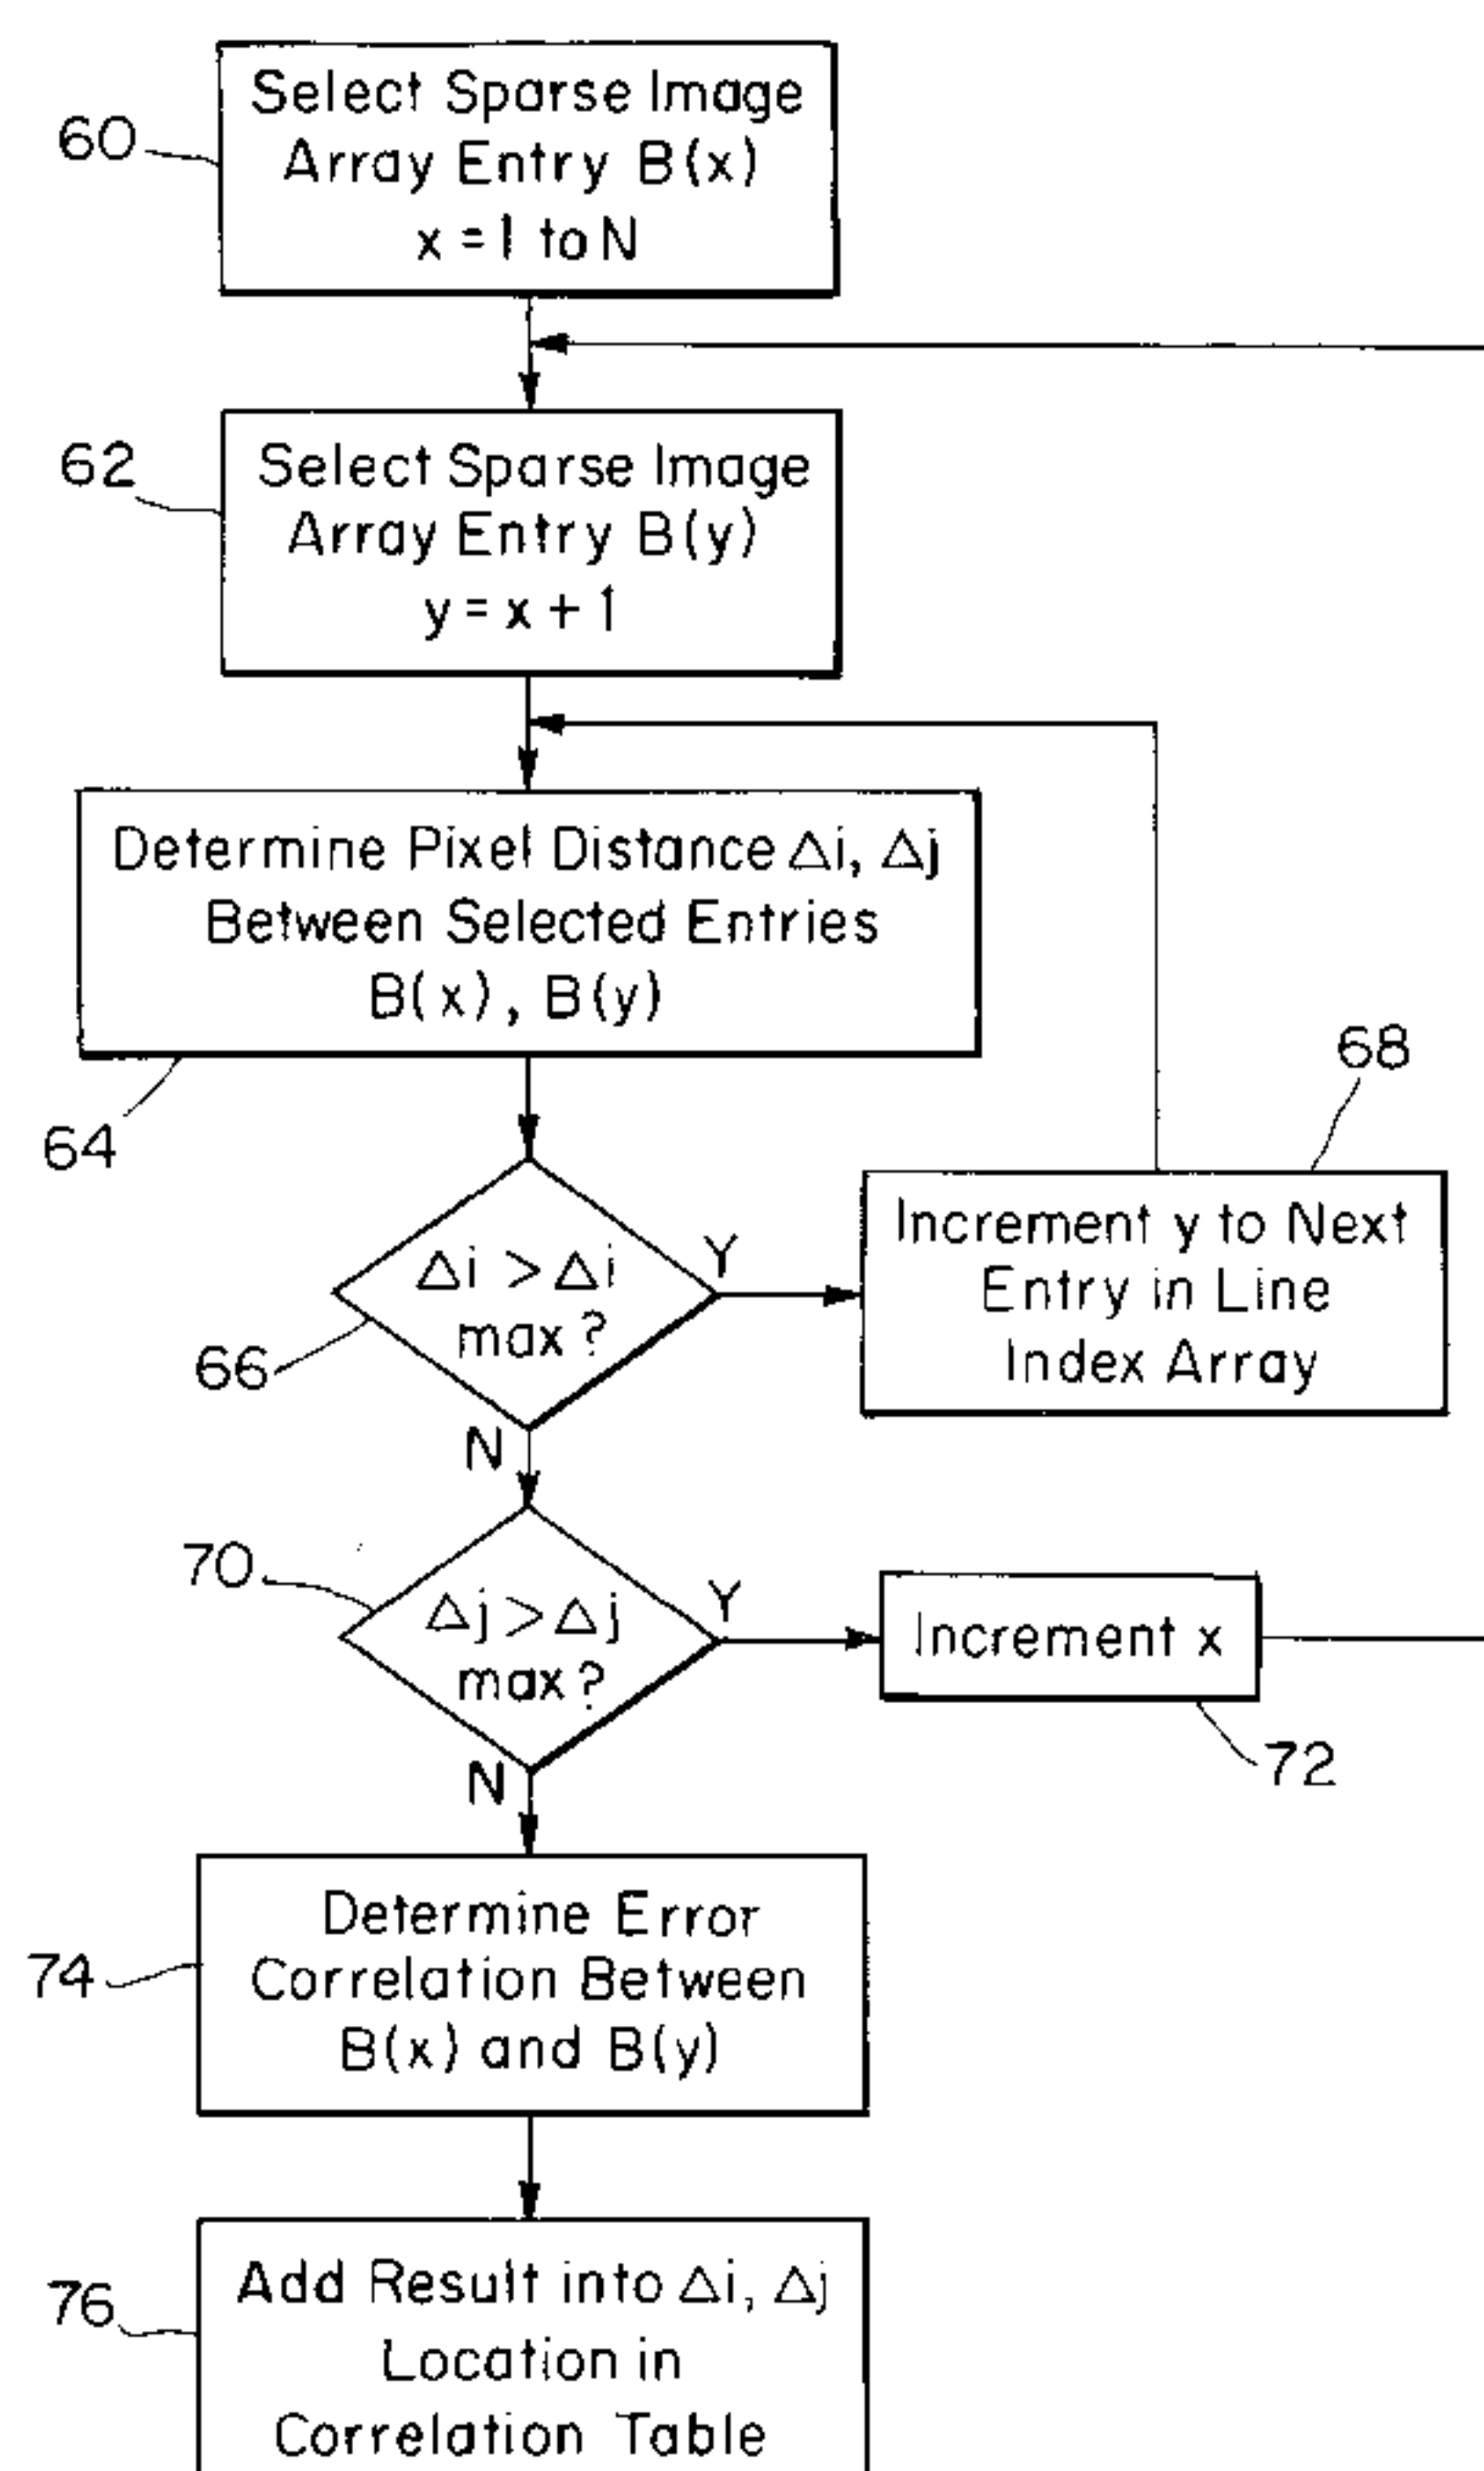 60
Select Sparse Image
Array Entry B(x)
x = 1 to N
62
Select Sparse Image
Array Entry B(y)
y = x + 1
Determine Pixel Distance Δi, Δj
Between Selected Entries
B(x), B(y)
64
68
Δi > Δi
max?
Y
66
N
Increment y to Next
Entry in Line
Index Array
70
Δj > Δj
max?
Y
N
Increment x
72
74
Determine Error
Correlation Between
B(x) and B(y)
76
Add Result into Δi, Δj
Location in
Correlation Table